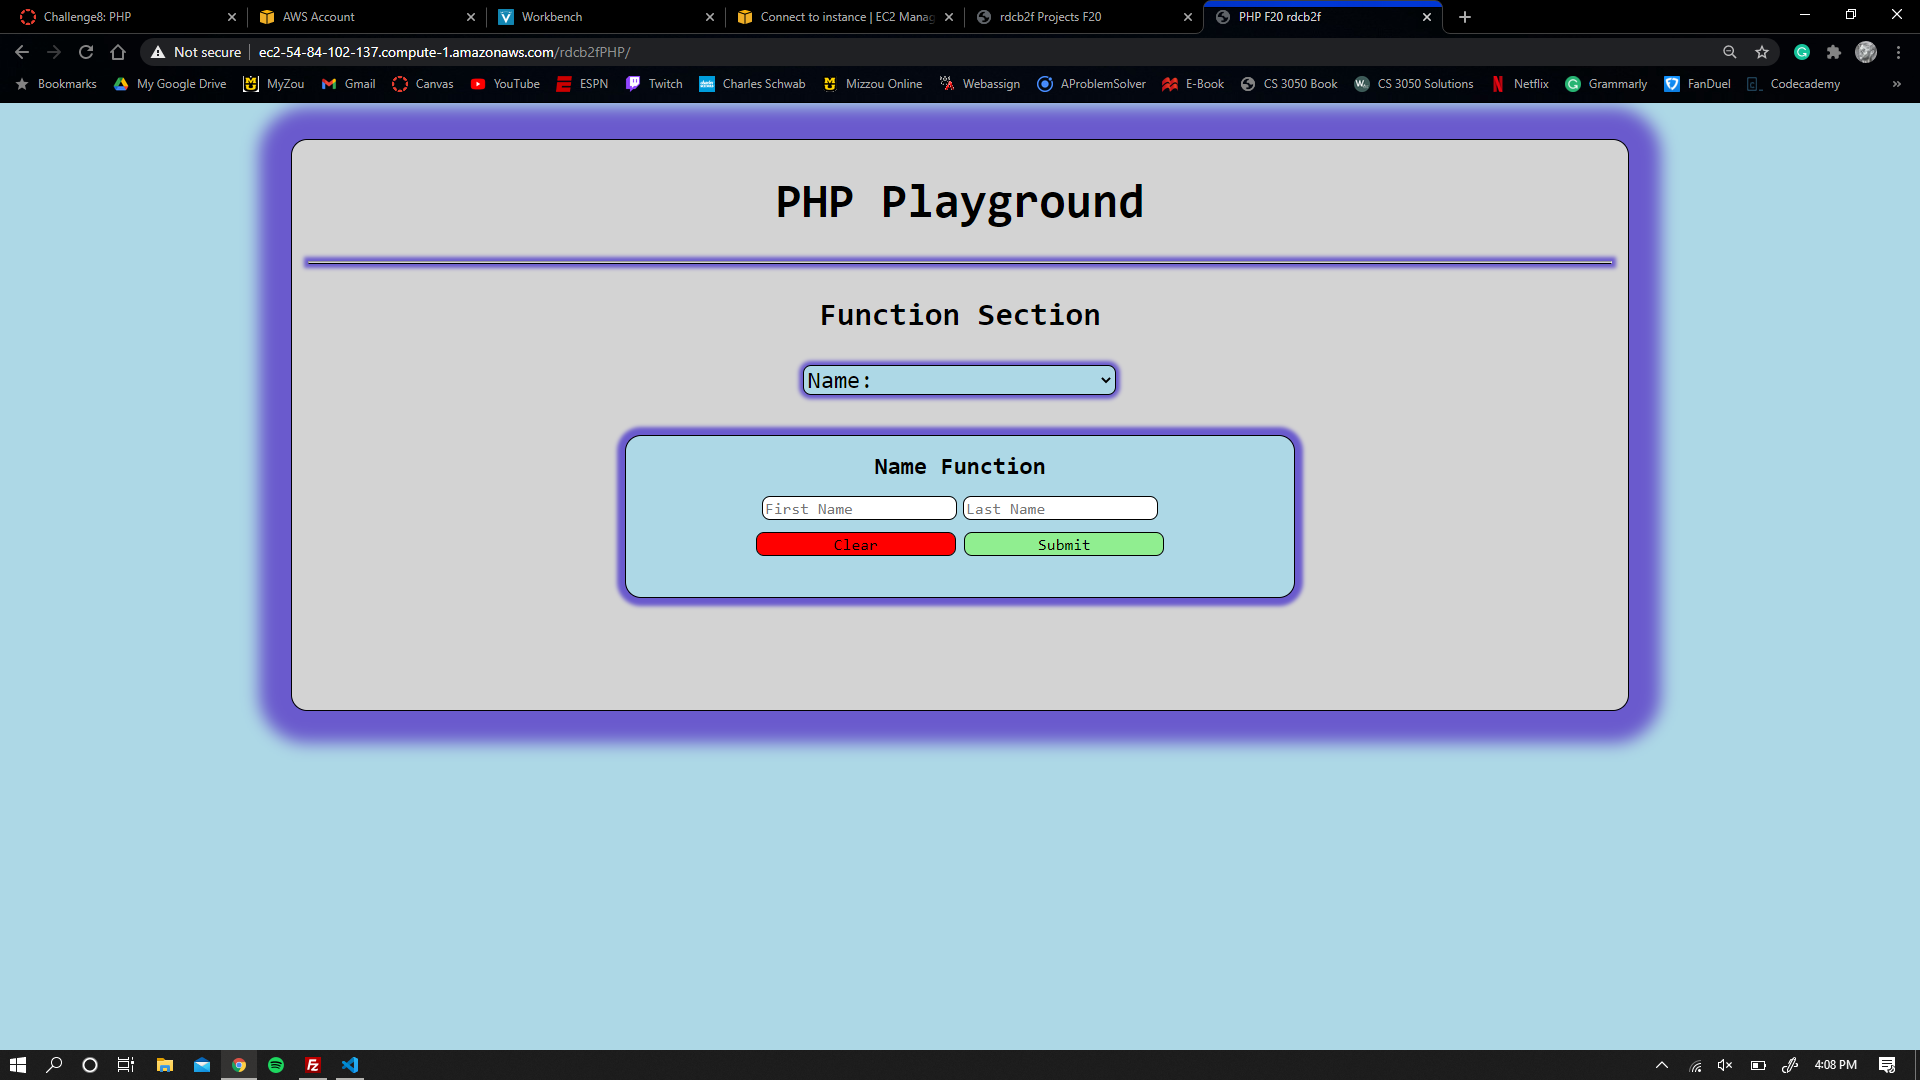 Challenge8: PHP
AWS Account
Workbench
Connect to instance | EC2 Manag
rdcb2f Projects F20
PHP F20 rdcb2f
Not secure
ec2-54-84-102-137.compute-1.amazonaws.com/rdcb2fPHP/
Bookmarks My Google Drive MyZou Gmail Canvas YouTube ESPN Twitch Charles Schwab Mizzou Online Webassign AProblemSolver E-Book CS 3050 Book CS 3050 Solutions Netflix Grammarly FanDuel Codecademy »
PHP Playground
Function Section
Name:
Name Function
First Name Last Name
Clear Submit
4:08 PM